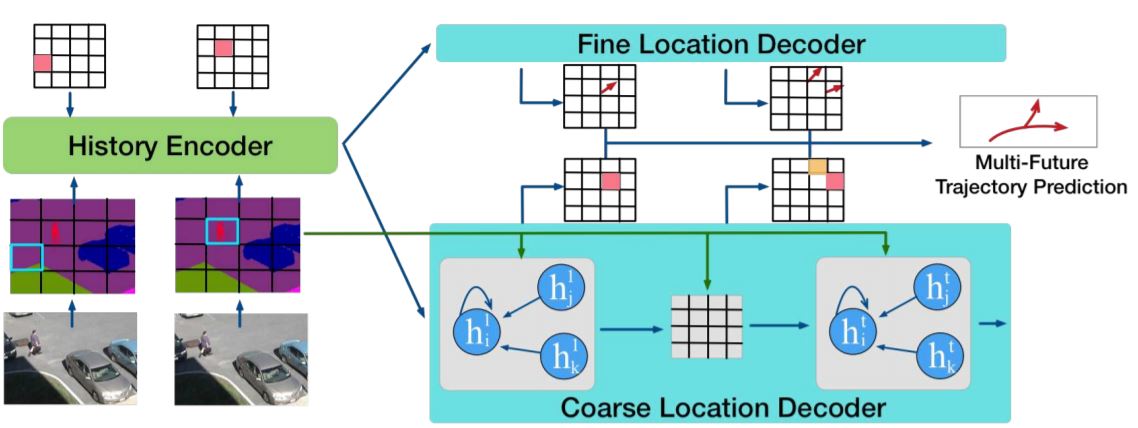 Fine Location Decoder
History Encoder
Multi-Future
Trajectory Prediction
h_i^1
h_j^1
h_k^1
h_i^t
h_j^t
h_k^t
Coarse Location Decoder